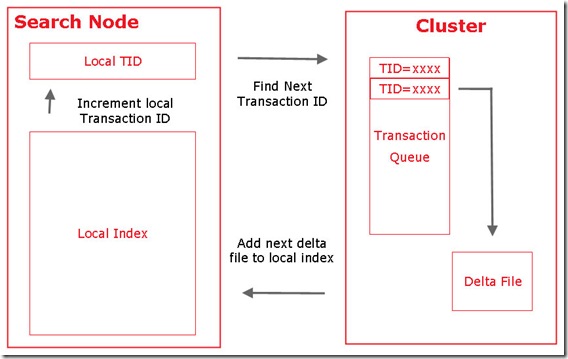 Search Node
Local TID
Increment local
Transaction ID
Local Index
Find Next
Transaction ID
Add next delta
file to local index
Cluster
TID=xxxx
TID=xxxx
Transaction
Queue
Delta File